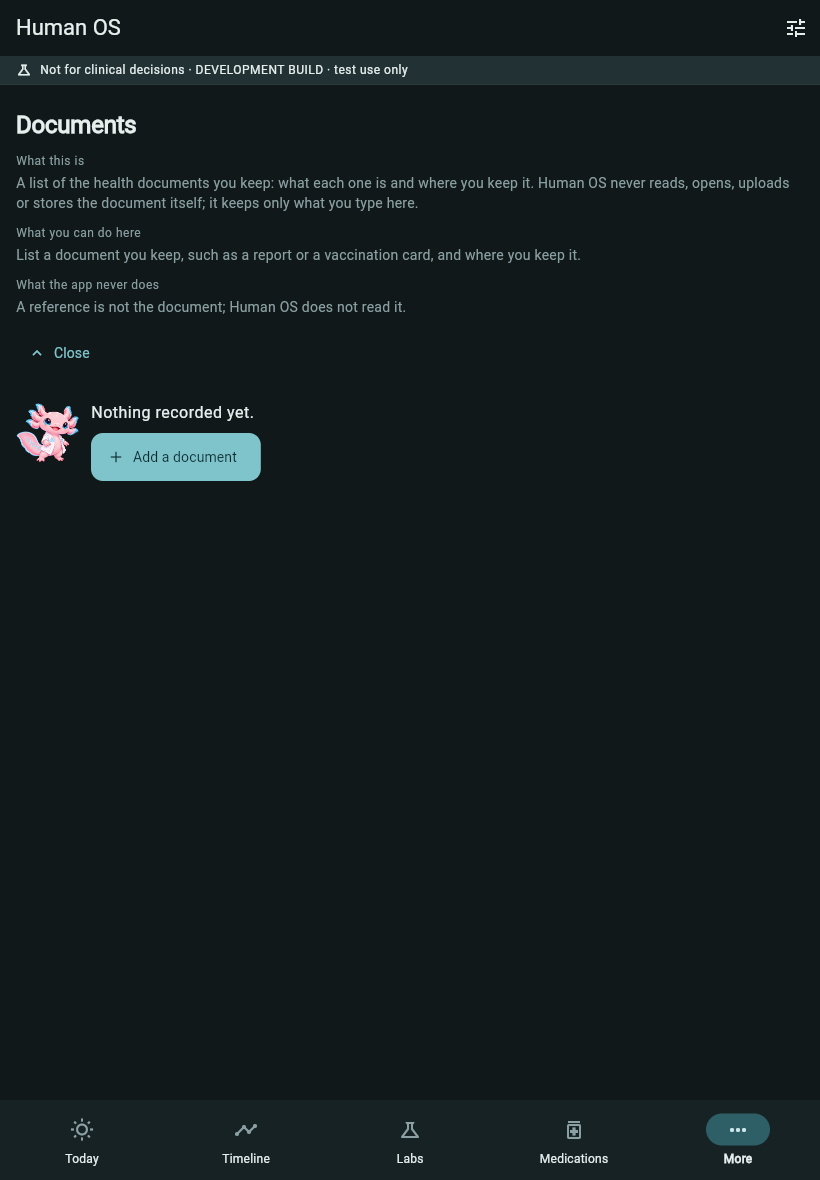 Human OS
Not for clinical decisions · DEVELOPMENT BUILD · test use only
Documents
What this is
A list of the health documents you keep: what each one is and where you keep it. Human OS never reads, opens, uploads
or stores the document itself; it keeps only what you type here.
What you can do here
List a document you keep, such as a report or a vaccination card, and where you keep it.
What the app never does
A reference is not the document; Human OS does not read it.
Close
Nothing recorded yet.
Add a document
Today
Timeline
Labs
Medications
More